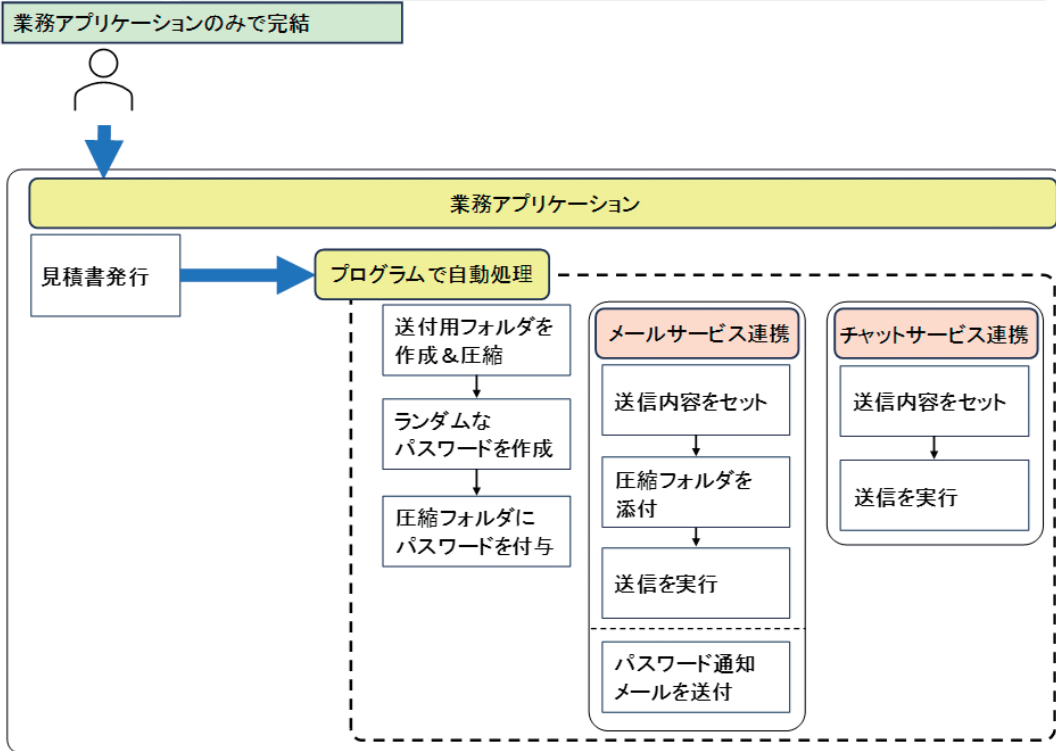 業務アプリケーションのみで完結
業務アプリケーション
見積書発行
プログラムで自動処理
送付用フォルダを
作成＆圧縮
ランダムな
パスワードを作成
圧縮フォルダに
パスワードを付与
メールサービス連携
送信内容をセット
圧縮フォルダを
添付
送信を実行
パスワード通知
メールを送付
チャットサービス連携
送信内容をセット
送信を実行